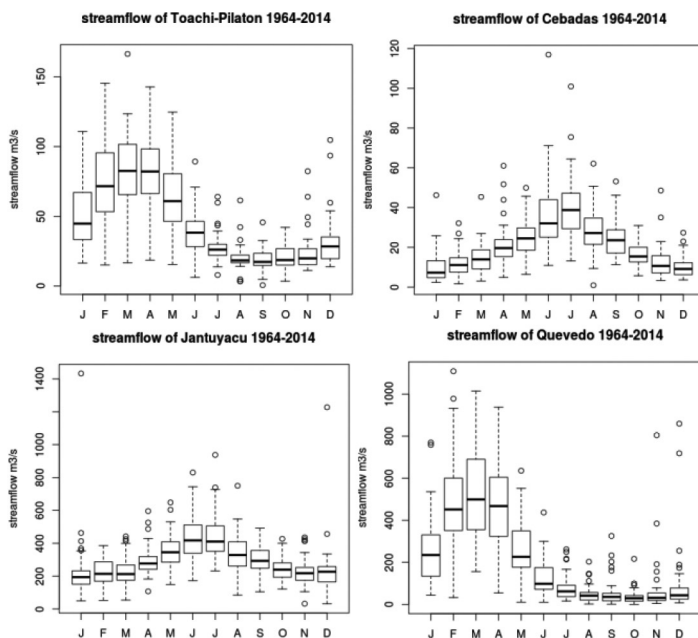 streamflow of Toachi-Pilaton 1964-2014
streamflow m3/s
150
100
50
0
J F M A M J J A S O N D
streamflow of Cebadas 1964-2014
streamflow m3/s
120
100
80
60
40
20
0
J F M A M J J A S O N D
streamflow of Jantuyacu 1964-2014
streamflow m3/s
1400
1000
800
600
400
200
0
J F M A M J J A S O N D
streamflow of Quevedo 1964-2014
streamflow m3/s
1000
800
600
400
200
0
J F M A M J J A S O N D